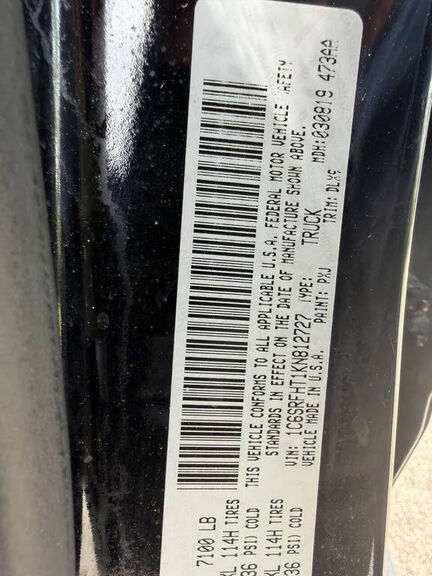 7100 LB
XL 114H TIRES
36 PSI) COLD
XL 114H TIRES
36 PSI) COLD
THIS VEHICLE CONFORMS TO ALL APPLICABLE U.S.A. FEDERAL MOTOR VEHICLE SAFETY
STANDARDS IN EFFECT ON THE DATE OF MANUFACTURE SHOWN ABOVE.
VIN: 1C6SRFHT1KN812727 TYPE: TRUCK MDH:030819 473AA
VEHICLE MADE IN U.S.A. PAINT: PXJ TRIM: DLX9